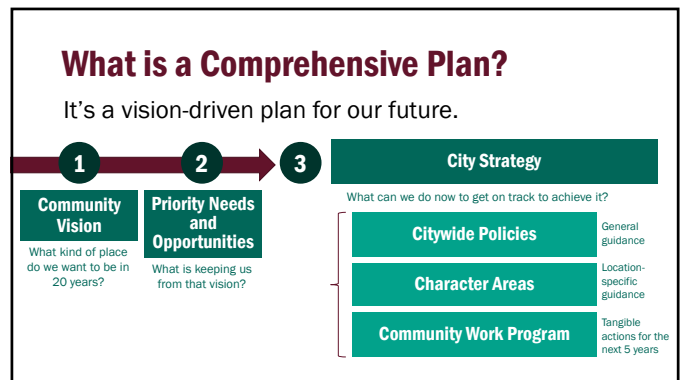 What is a Comprehensive Plan?
It's a vision-driven plan for our future.
1
Community
Vision
What kind of place
do we want to be in
20 years?
2
Priority Needs
and
Opportunities
What is keeping us
from that vision?
3
City Strategy
What can we do now to get on track to achieve it?
Citywide Policies
General
guidance
Character Areas
Location-
specific
guidance
Community Work Program
Tangible
actions for the
next 5 years